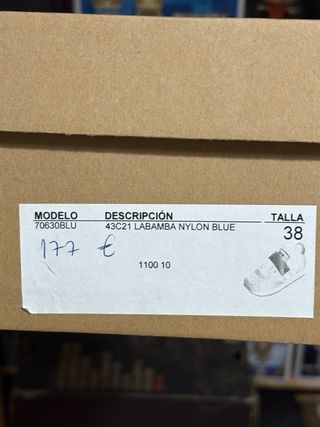 MODELO DESCRIPCIÓN TALLA
70630BLU 43C21 LABAMBA NYLON BLUE 38
177 €
1100 10